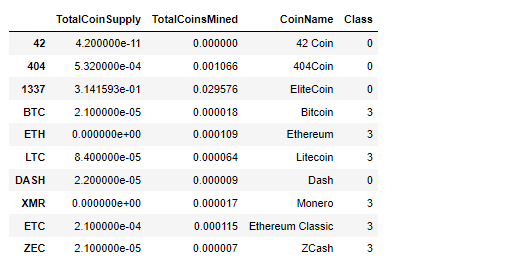 TotalCoinSupply TotalCoinsMined CoinName Class
42 4.200000e-11 0.000000 42 Coin 0
404 5.320000e-04 0.001066 404Coin 0
1337 3.141593e-01 0.029576 EliteCoin 0
BTC 2.100000e-05 0.000018 Bitcoin 3
ETH 0.000000e+00 0.000109 Ethereum 3
LTC 8.400000e-05 0.000064 Litecoin 3
DASH 2.200000e-05 0.000009 Dash 0
XMR 0.000000e+00 0.000017 Monero 3
ETC 2.100000e-04 0.000115 Ethereum Classic 3
ZEC 2.100000e-05 0.000007 ZCash 3